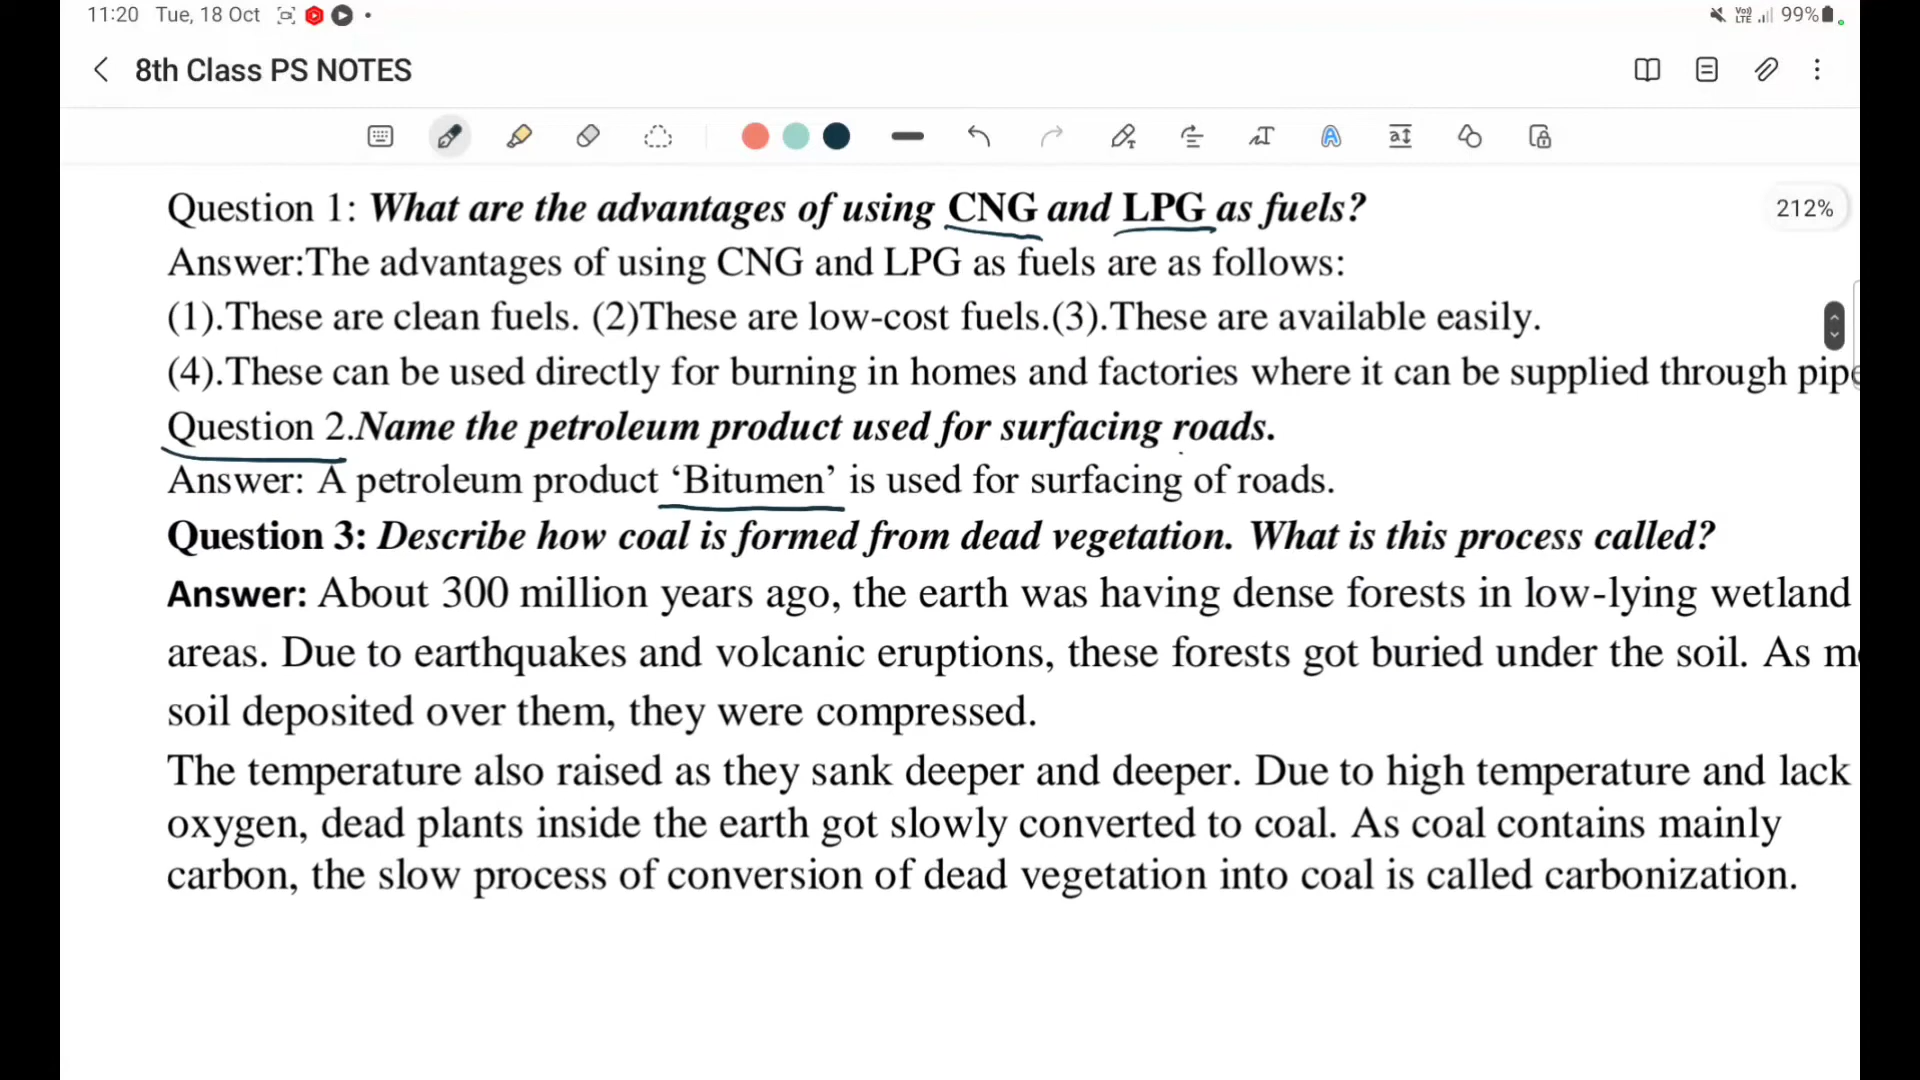 11:20 Tue, 18 Oct
99%
8th Class PS NOTES
Question 1: What are the advantages of using CNG and LPG as fuels?
212%
Answer:The advantages of using CNG and LPG as fuels are as follows:
(1).These are clean fuels. (2)These are low-cost fuels.(3).These are available easily.
(4).These can be used directly for burning in homes and factories where it can be supplied through pipe
Question 2.Name the petroleum product used for surfacing roads.
Answer: A petroleum product ‘Bitumen’ is used for surfacing of roads.
Question 3: Describe how coal is formed from dead vegetation. What is this process called?
Answer: About 300 million years ago, the earth was having dense forests in low-lying wetland
areas. Due to earthquakes and volcanic eruptions, these forests got buried under the soil. As m
soil deposited over them, they were compressed.
The temperature also raised as they sank deeper and deeper. Due to high temperature and lack
oxygen, dead plants inside the earth got slowly converted to coal. As coal contains mainly
carbon, the slow process of conversion of dead vegetation into coal is called carbonization.